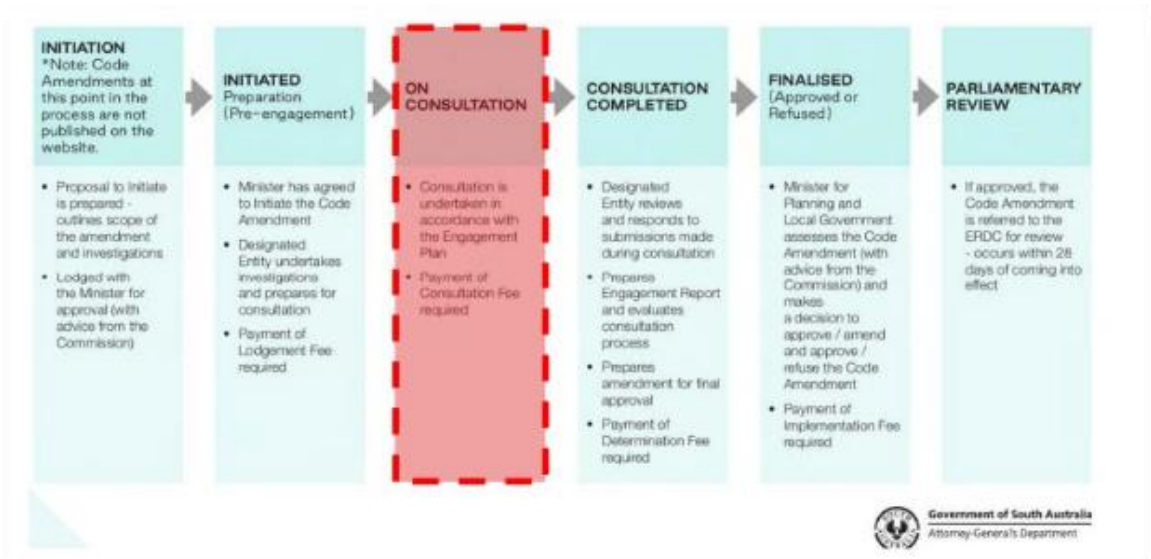 INITIATION
*Note: Code
Amendments at
this point in the
process are not
published on the
website.
INITIATED
Preparation
(Pre-engagement)
ON
CONSULTATION
CONSULTATION
COMPLETED
FINALISED
(Approved or
Refused)
PARLIAMENTARY
REVIEW
• Proposal to Initiate
is prepared -
outlines scope of
the amendment
and investigations
• Lodged with
the Minister for
approval (with
advice from the
Commission)
• Minister has agreed
to Initiate the Code
Amendment
• Designated
Entity undertakes
investigations
and prepares for
consultation
• Payment of
Lodgement Fee
required
• Consultation is
undertaken in
accordance with
the Engagement
Plan
• Payment of
Consultation Fee
required
• Designated
Entity reviews
and responds to
submissions made
during consultation
• Prepares
Engagement Report
and evaluates
consultation
process
• Prepares
amendment for final
approval
• Payment of
Determination Fee
required
• Minister for
Planning and
Local Government
assesses the Code
Amendment (with
advice from the
Commission) and
makes
a decision to
approve / amend
and approve /
refuse the Code
Amendment
• Payment of
Implementation Fee
required
• If approved, the
Code Amendment
is referred to the
ERDC for review
- occurs within 28
days of coming into
effect
SOUTH
AUSTRALIA
Government of South Australia
Attorney-General's Department